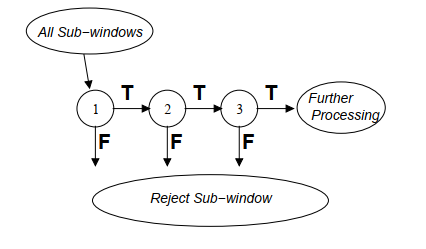 All Sub−windows
T
T
T
1
2
3
Further
Processing
F
F
F
Reject Sub−window